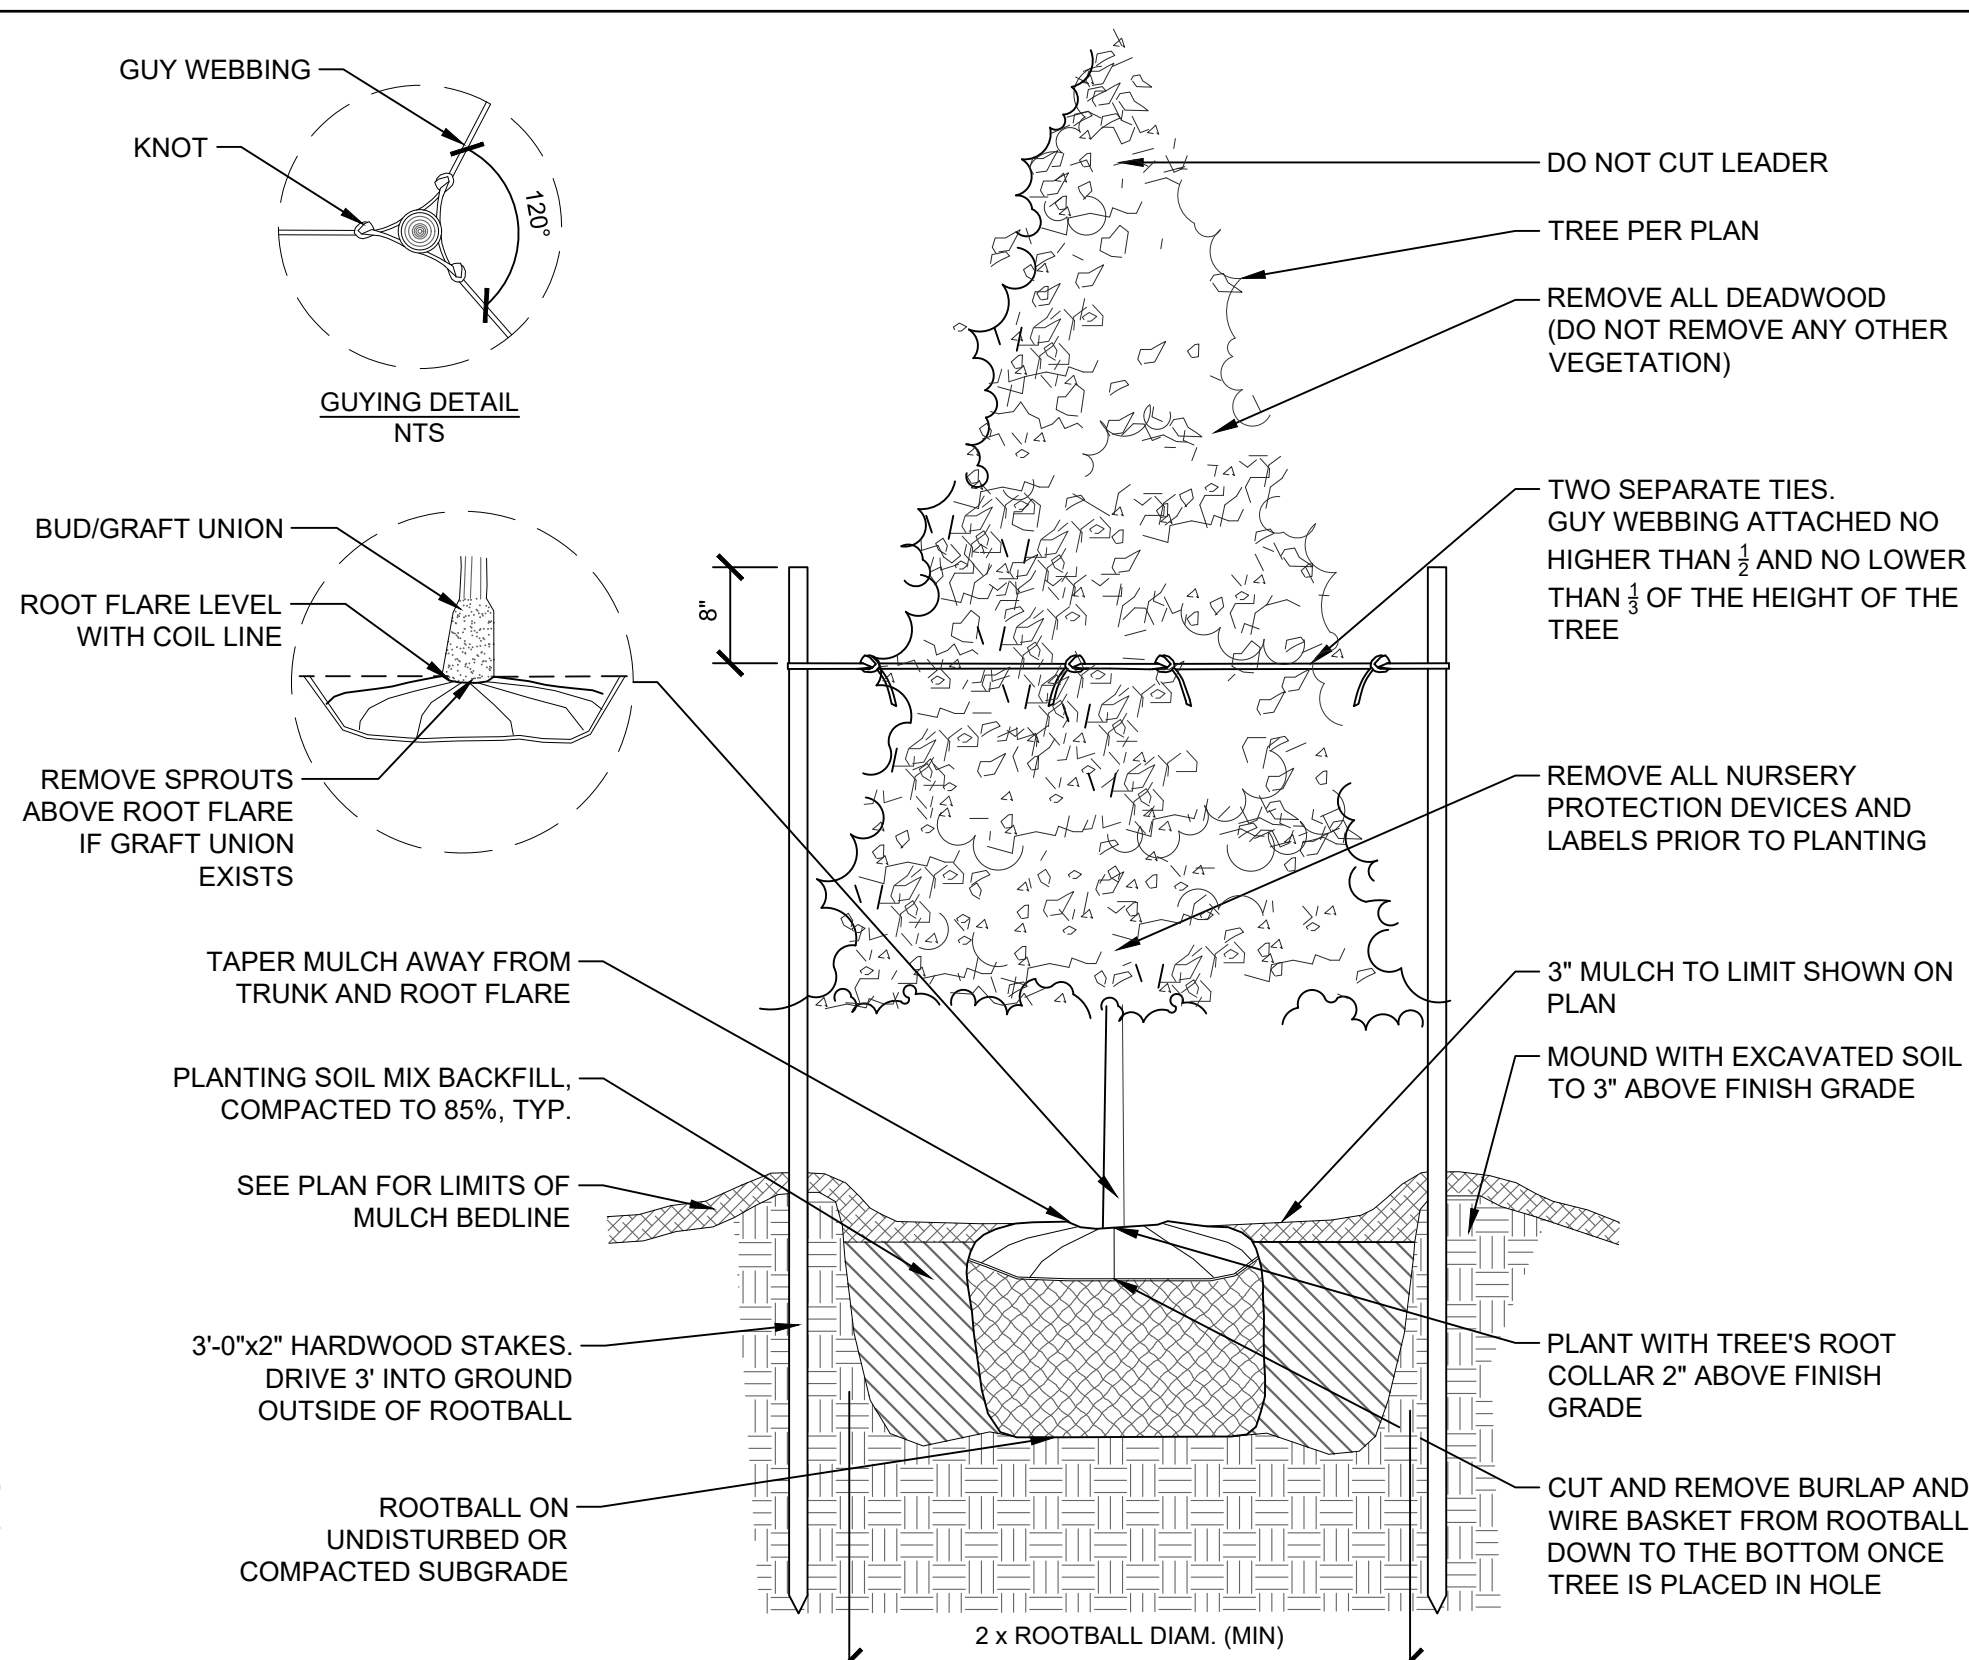 GUY WEBBING
KNOT
120°
GUYING DETAIL
NTS
BUD/GRAFT UNION
ROOT FLARE LEVEL
WITH COIL LINE
REMOVE SPROUTS
ABOVE ROOT FLARE
IF GRAFT UNION
EXISTS
TAPER MULCH AWAY FROM
TRUNK AND ROOT FLARE
PLANTING SOIL MIX BACKFILL,
COMPACTED TO 85%, TYP.
SEE PLAN FOR LIMITS OF
MULCH BEDLINE
3'-0"x2" HARDWOOD STAKES.
DRIVE 3' INTO GROUND
OUTSIDE OF ROOTBALL
ROOTBALL ON
UNDISTURBED OR
COMPACTED SUBGRADE
8"
DO NOT CUT LEADER
TREE PER PLAN
REMOVE ALL DEADWOOD
(DO NOT REMOVE ANY OTHER
VEGETATION)
TWO SEPARATE TIES.
GUY WEBBING ATTACHED NO
HIGHER THAN 1/2 AND NO LOWER
THAN 1/3 OF THE HEIGHT OF THE
TREE
REMOVE ALL NURSERY
PROTECTION DEVICES AND
LABELS PRIOR TO PLANTING
3" MULCH TO LIMIT SHOWN ON
PLAN
MOUND WITH EXCAVATED SOIL
TO 3" ABOVE FINISH GRADE
PLANT WITH TREE'S ROOT
COLLAR 2" ABOVE FINISH
GRADE
CUT AND REMOVE BURLAP AND
WIRE BASKET FROM ROOTBALL
DOWN TO THE BOTTOM ONCE
TREE IS PLACED IN HOLE
2 x ROOTBALL DIAM. (MIN)